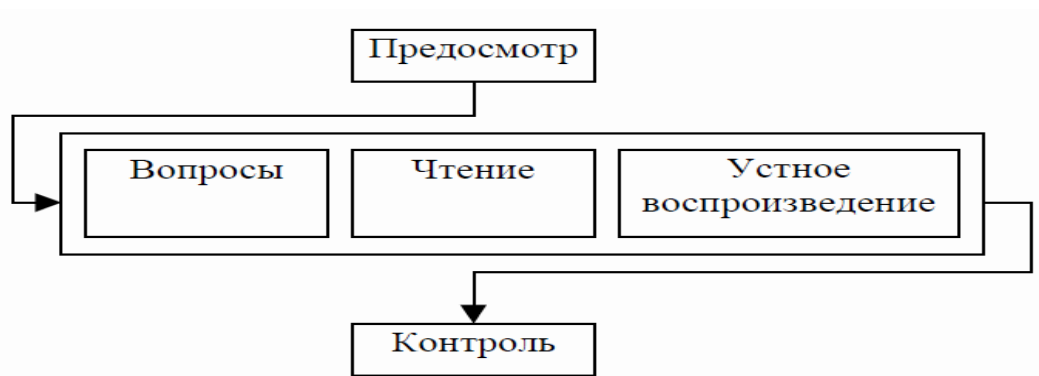 Предосмотр
Вопросы
Чтение
Устное
воспроизведение
Контроль